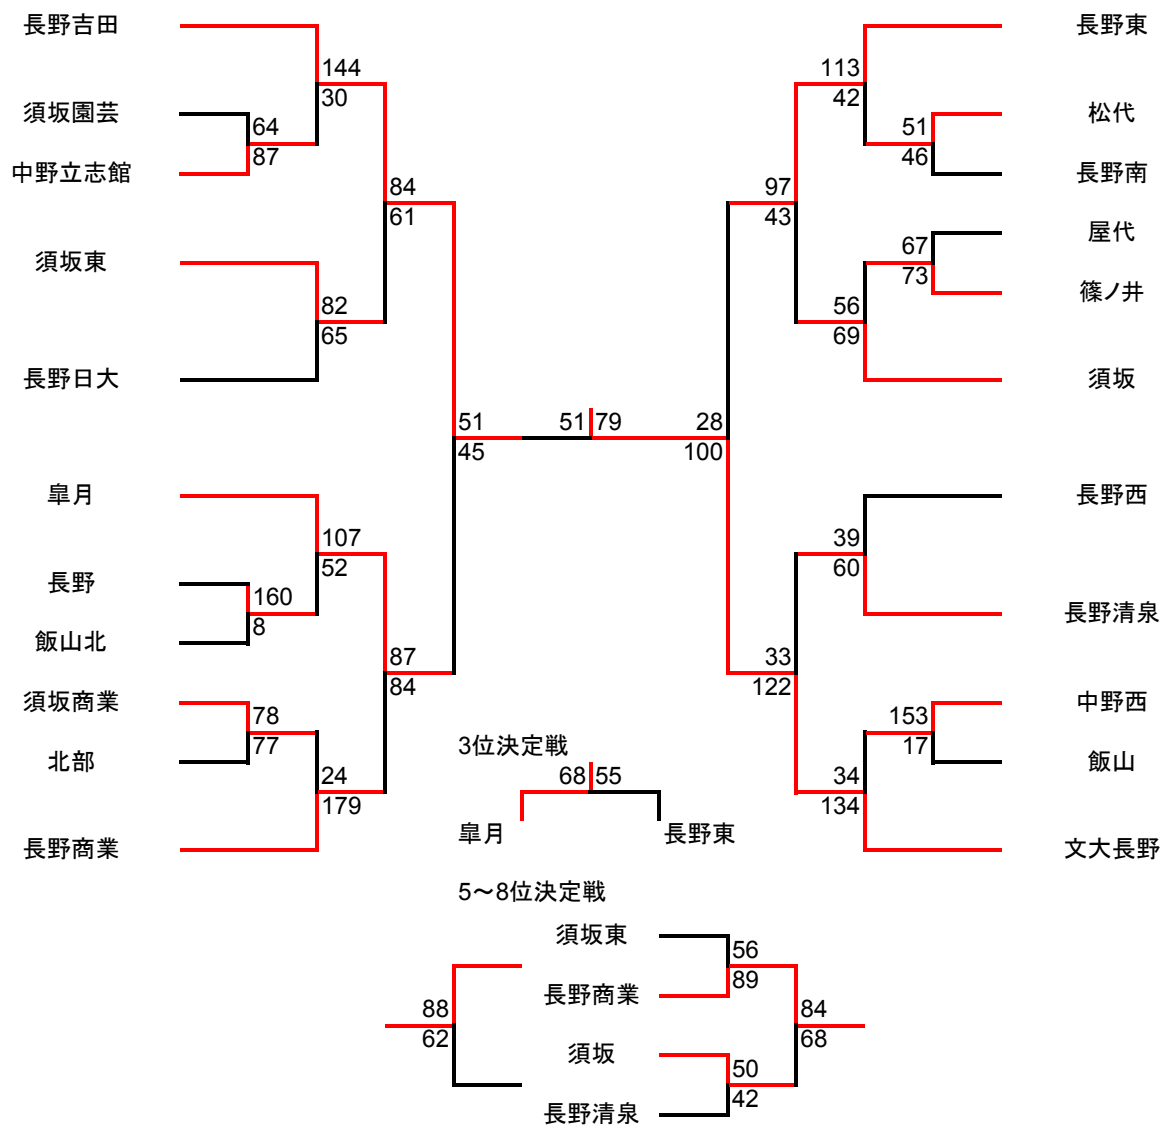 長野吉田
144
30
須坂園芸
64
87
中野立志館
84
61
須坂東
82
65
長野日大
51
45
皐月
107
52
長野
160
8
飯山北
87
84
須坂商業
78
77
北部
24
179
長野商業
51 79
長野東
113
42
松代
51
46
長野南
97
43
屋代
67
73
篠ノ井
56
69
須坂
28
100
長野西
39
60
長野清泉
33
122
中野西
153
17
飯山
34
134
文大長野
3位決定戦
68 55
皐月 長野東
5～8位決定戦
須坂東
56
89
長野商業
88
62
84
68
須坂
50
42
長野清泉